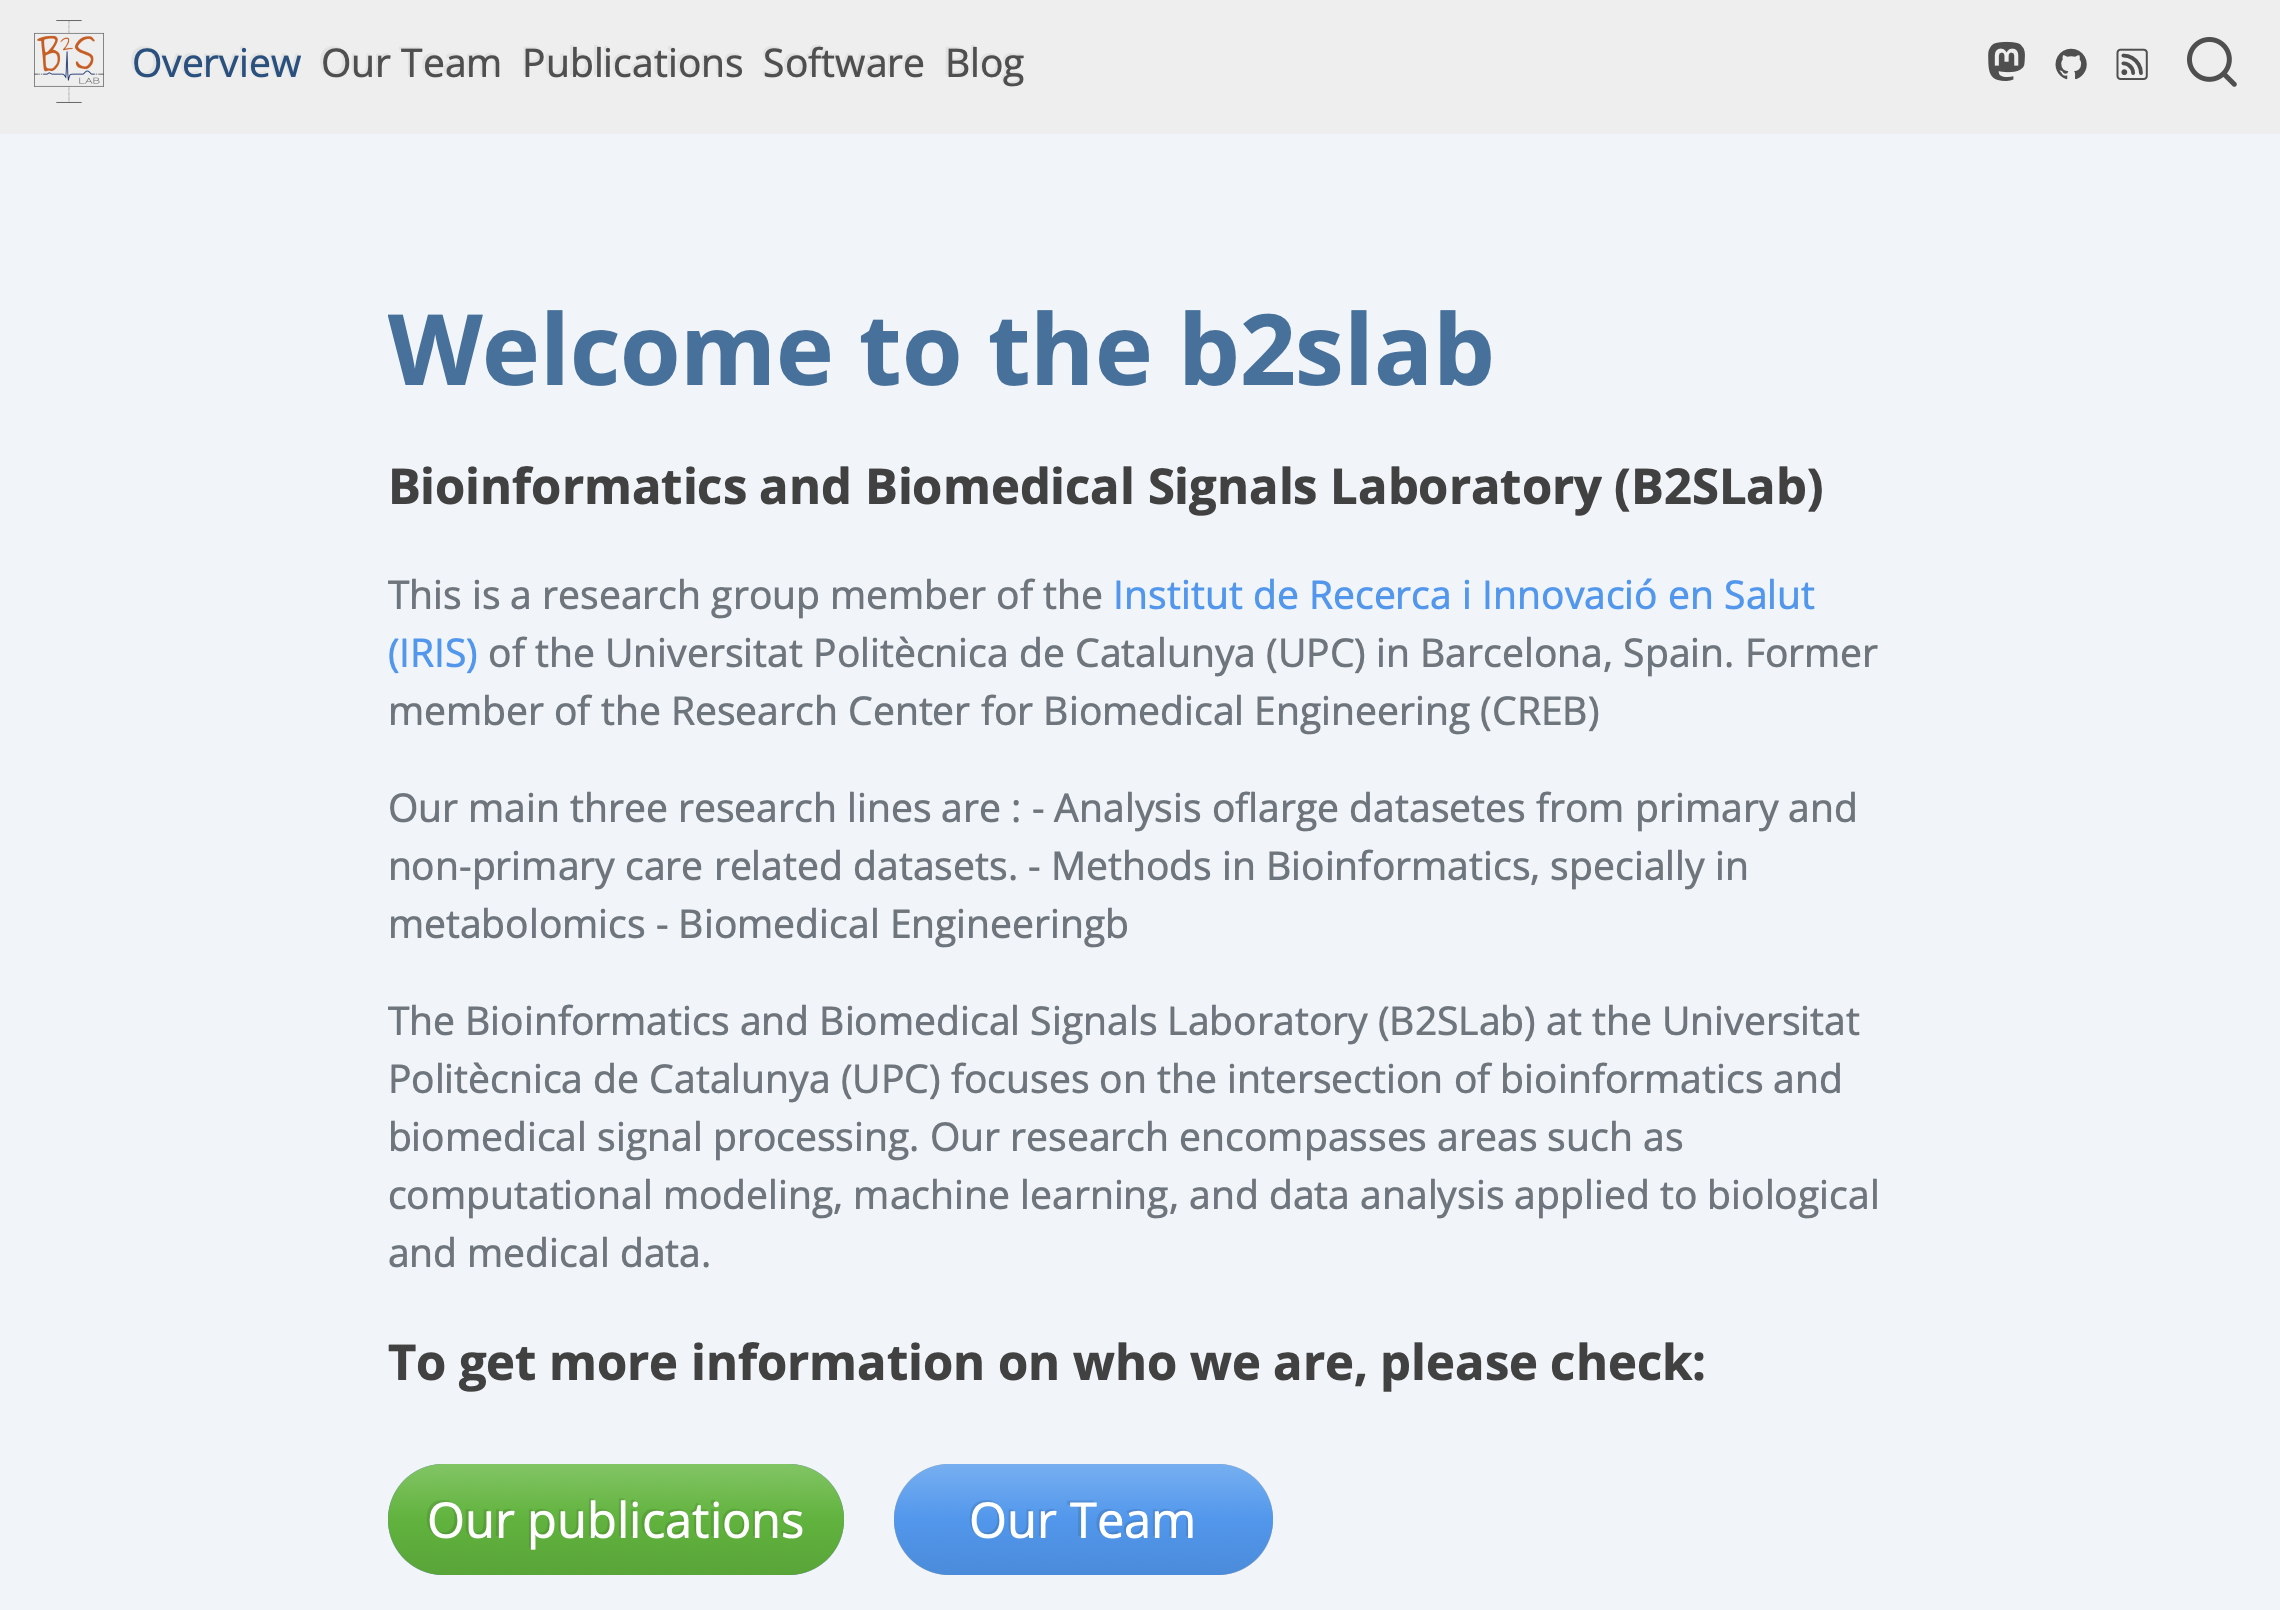 B2S
LAB
Overview Our Team Publications Software Blog
Welcome to the b2slab
Bioinformatics and Biomedical Signals Laboratory (B2SLab)
This is a research group member of the Institut de Recerca i Innovació en Salut
(IRIS) of the Universitat Politècnica de Catalunya (UPC) in Barcelona, Spain. Former
member of the Research Center for Biomedical Engineering (CREB)
Our main three research lines are : - Analysis oflarge datasetes from primary and
non-primary care related datasets. - Methods in Bioinformatics, specially in
metabolomics - Biomedical Engineeringb
The Bioinformatics and Biomedical Signals Laboratory (B2SLab) at the Universitat
Politècnica de Catalunya (UPC) focuses on the intersection of bioinformatics and
biomedical signal processing. Our research encompasses areas such as
computational modeling, machine learning, and data analysis applied to biological
and medical data.
To get more information on who we are, please check:
Our publications Our Team